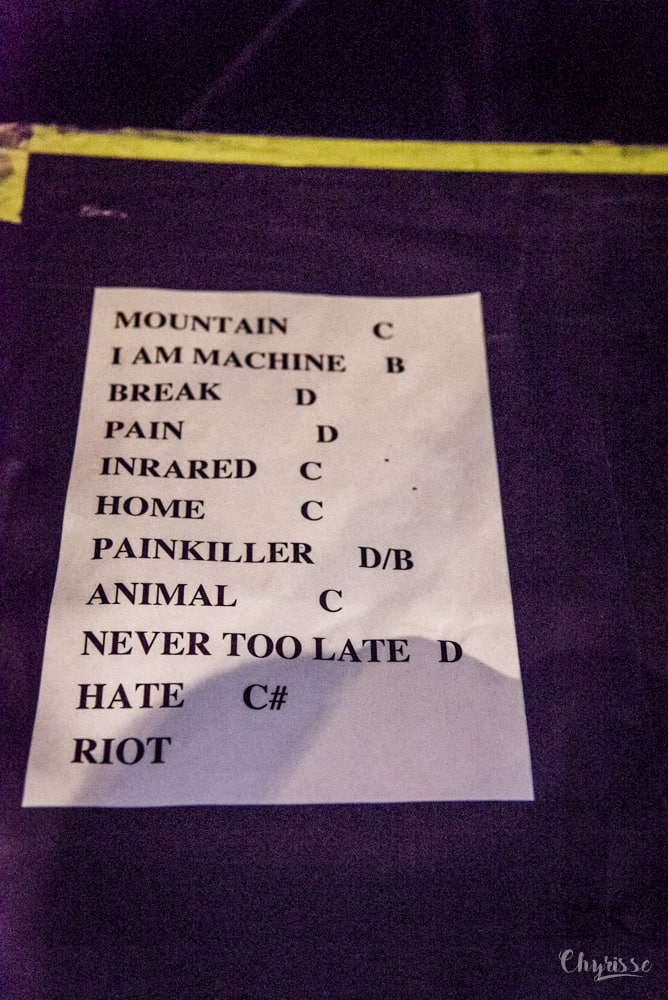 MOUNTAIN C
I AM MACHINE B
BREAK D
PAIN D
INRARED C
HOME C
PAINKILLER D/B
ANIMAL C
NEVER TOO LATE D
HATE C#
RIOT
Chyrisse